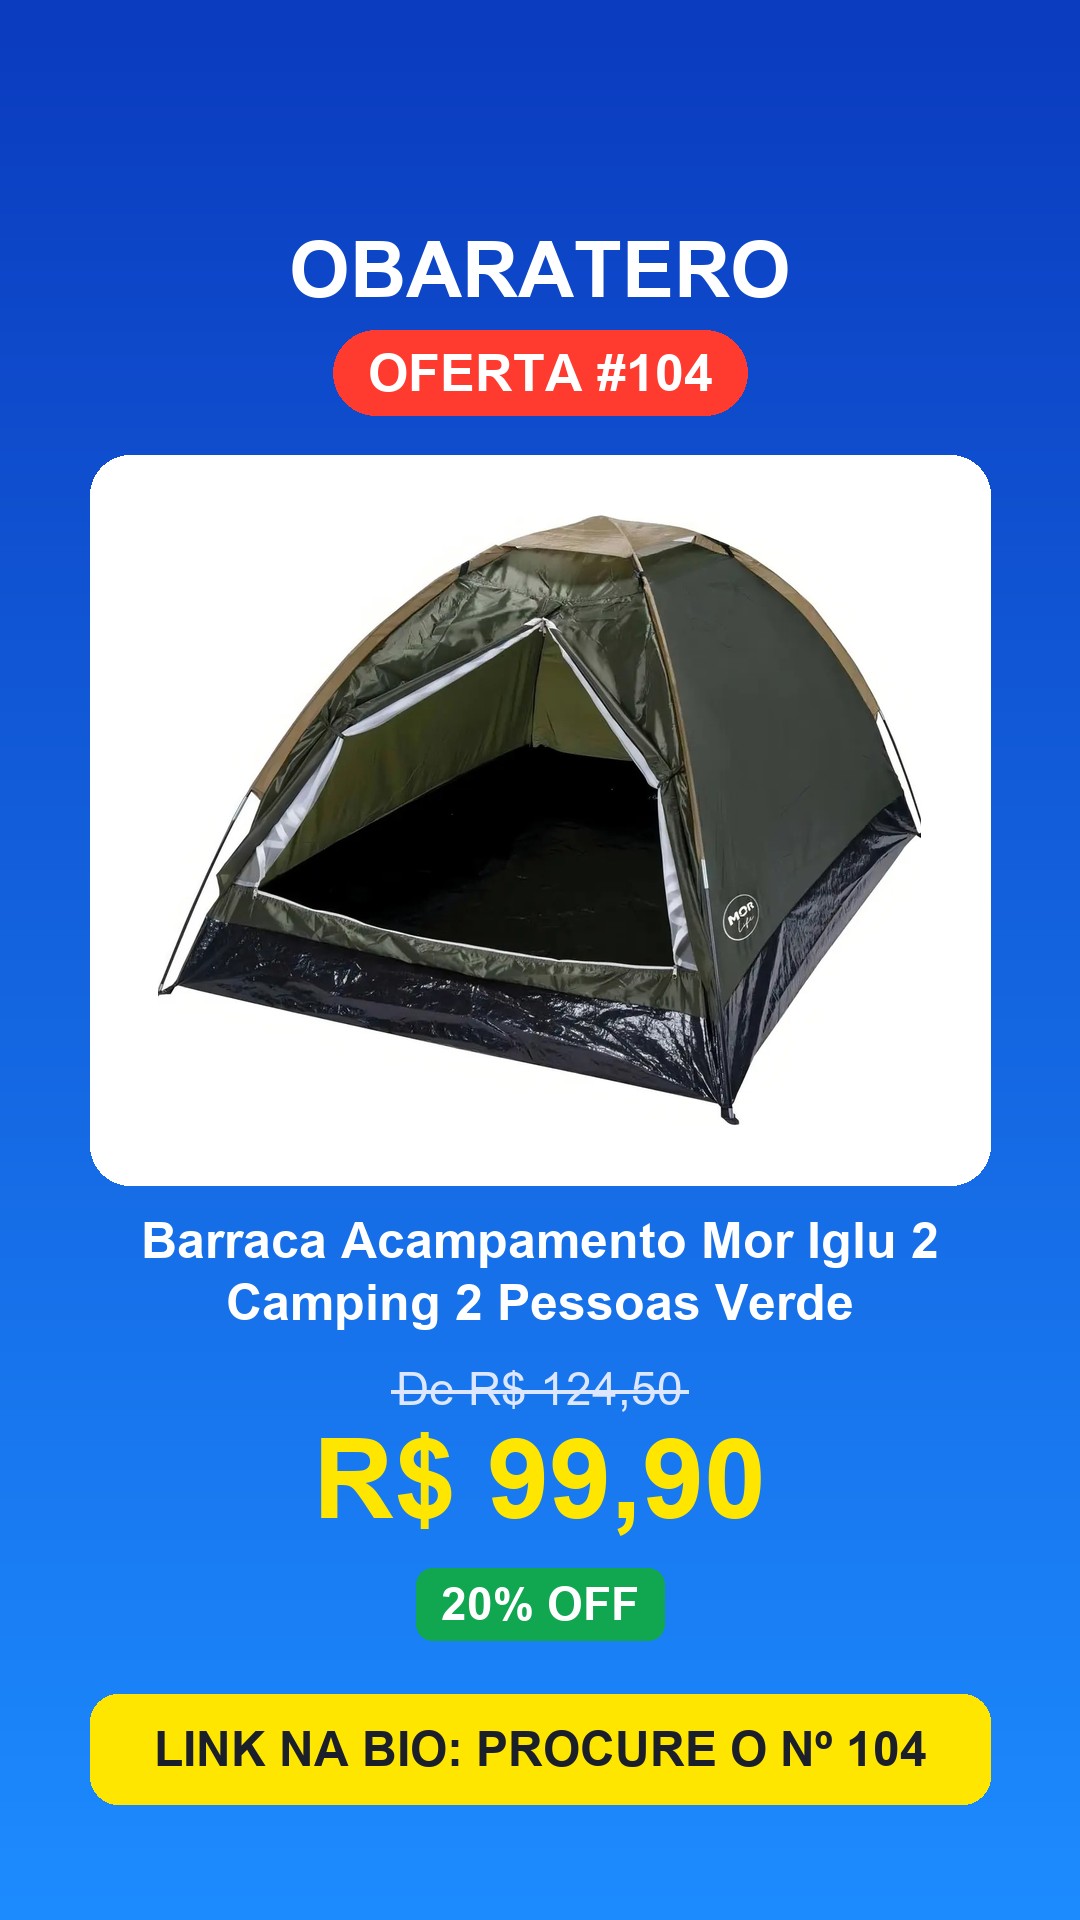 OBARATERO
OFERTA #104
MOR
Life
Barraca Acampamento Mor Iglu 2
Camping 2 Pessoas Verde
De R$ 124,50
R$ 99,90
20% OFF
LINK NA BIO: PROCURE O Nº 104